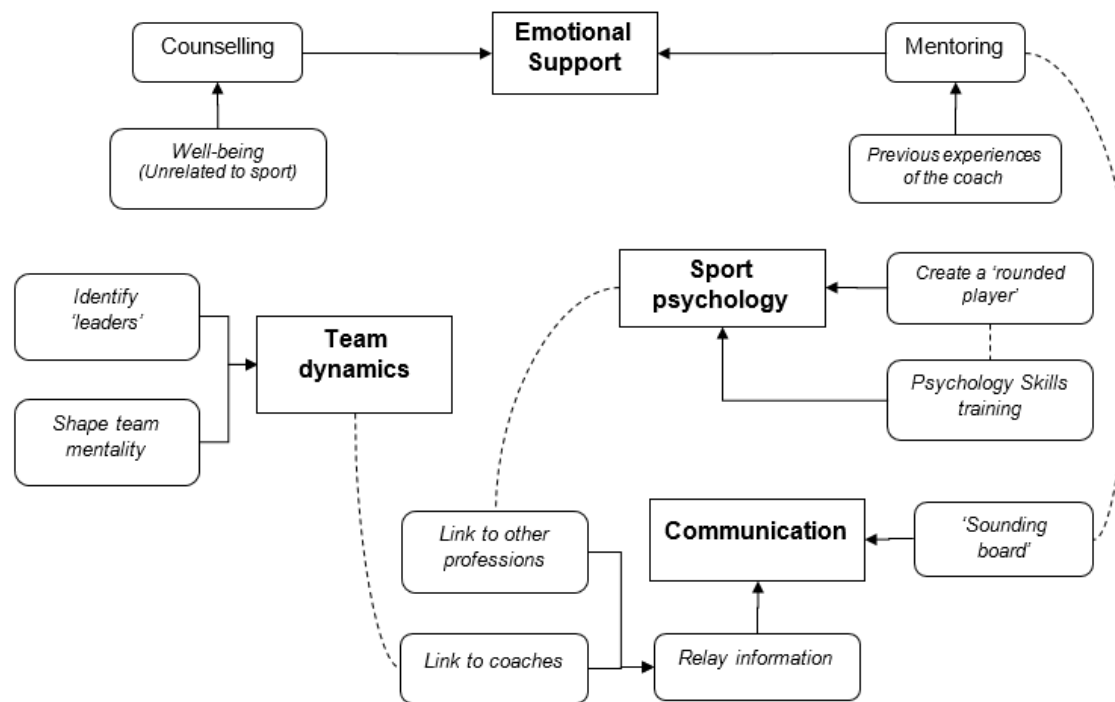 Counselling
Emotional
Support
Mentoring
Well-being
(Unrelated to sport)
Previous experiences
of the coach
Identify
‘leaders’
Team
dynamics
Shape team
mentality
Sport
psychology
Create a ‘rounded
player’
Psychology Skills
training
Link to other
professions
Communication
‘Sounding
board’
Link to coaches
Relay information